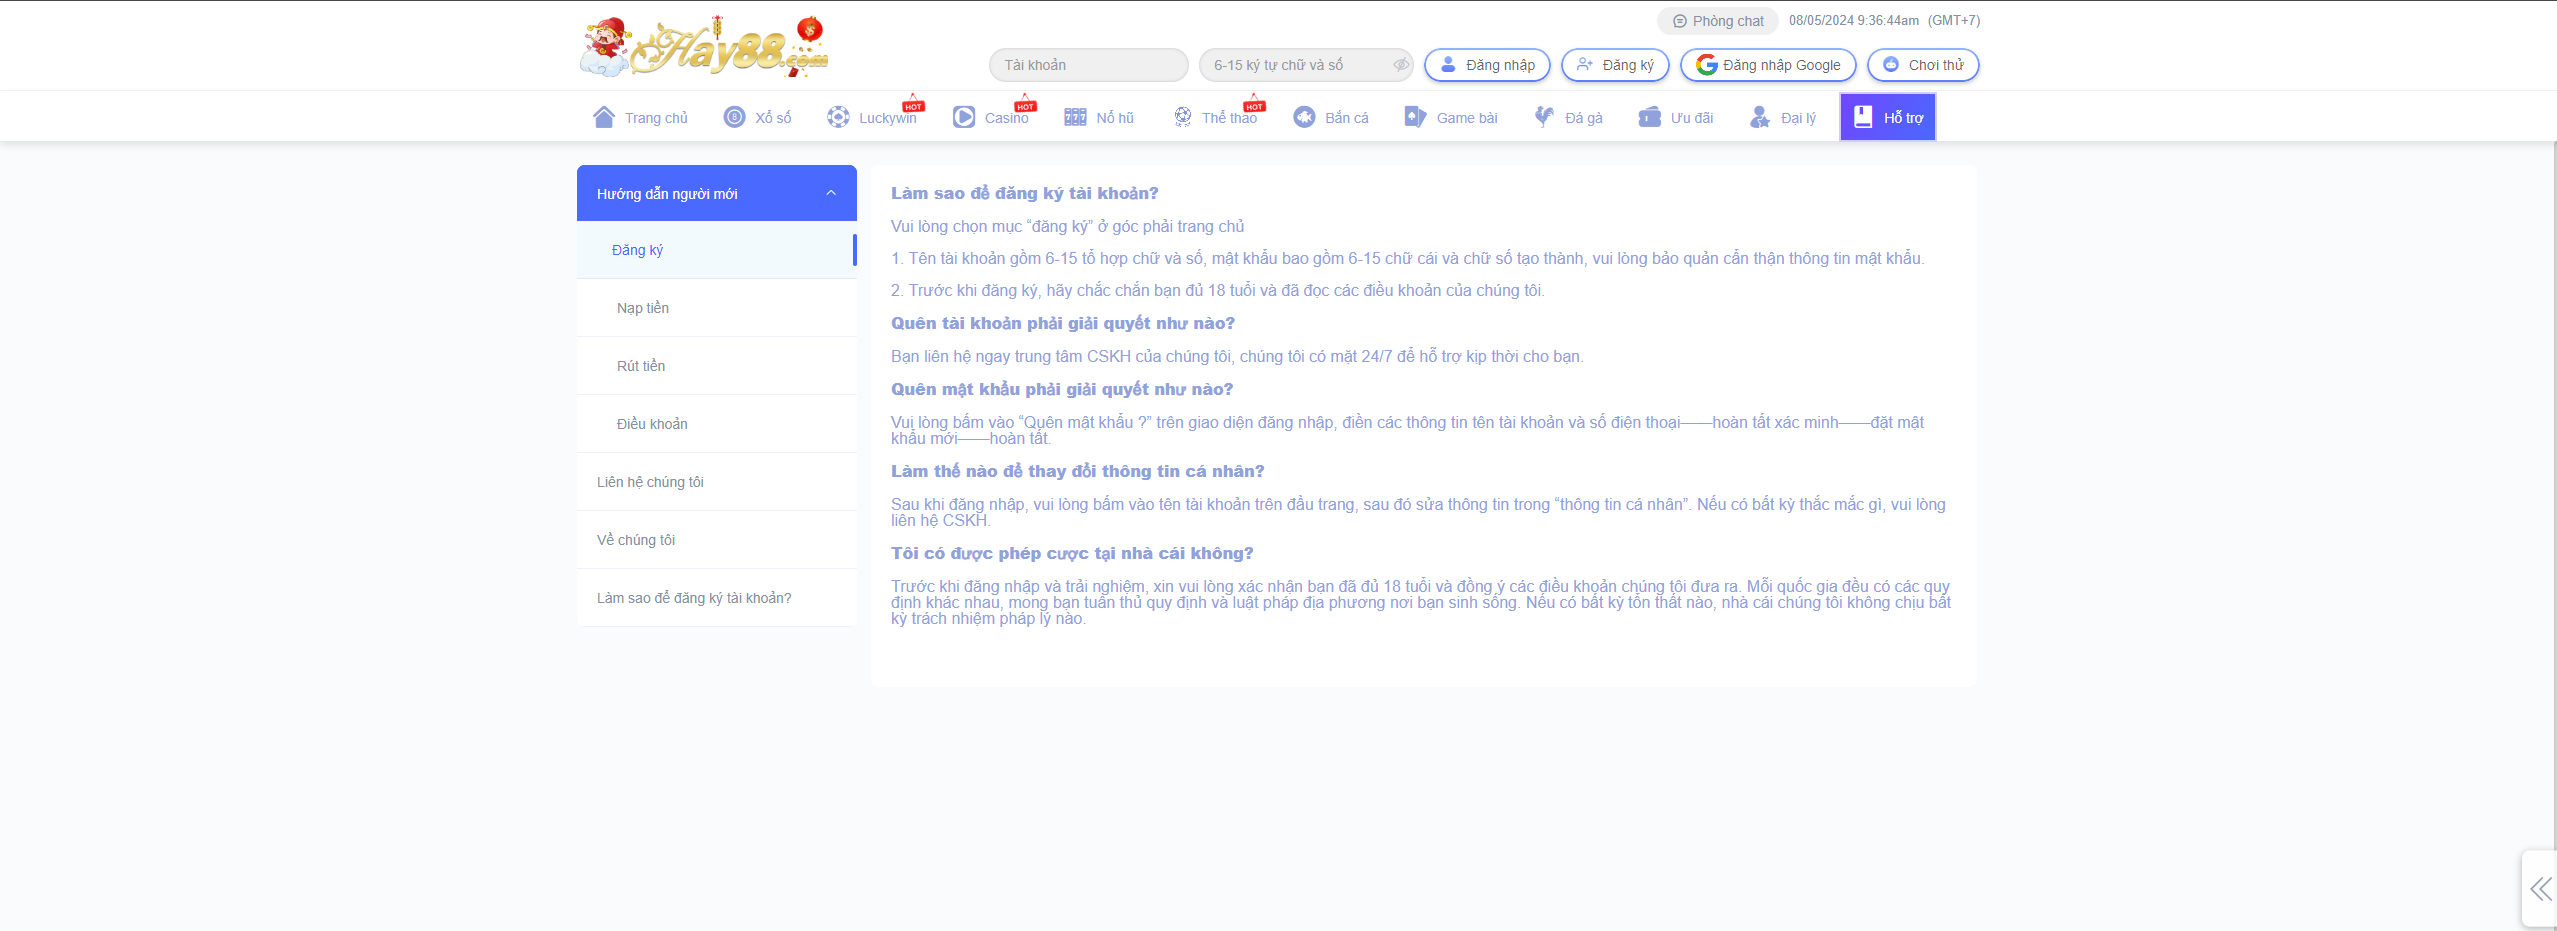 Hay88.com
Phòng chat
08/05/2024 9:36:44am (GMT+7)
Tài khoản
6-15 ký tự chữ và số
Đăng nhập
Đăng ký
Đăng nhập Google
Chơi thử
Trang chủ
Xổ số
Luckywin
HOT
Casino
HOT
Nổ hũ
Thể thao
HOT
Bắn cá
Game bài
Đá gà
Ưu đãi
Đại lý
Hỗ trợ
Hướng dẫn người mới
Đăng ký
Nạp tiền
Rút tiền
Điều khoản
Liên hệ chúng tôi
Về chúng tôi
Làm sao để đăng ký tài khoản?
Làm sao để đăng ký tài khoản?
Vui lòng chọn mục “đăng ký” ở góc phải trang chủ
1. Tên tài khoản gồm 6-15 tổ hợp chữ và số, mật khẩu bao gồm 6-15 chữ cái và chữ số tạo thành, vui lòng bảo quản cẩn thận thông tin mật khẩu.
2. Trước khi đăng ký, hãy chắc chắn bạn đủ 18 tuổi và đã đọc các điều khoản của chúng tôi.
Quên tài khoản phải giải quyết như nào?
Bạn liên hệ ngay trung tâm CSKH của chúng tôi, chúng tôi có mặt 24/7 để hỗ trợ kịp thời cho bạn.
Quên mật khẩu phải giải quyết như nào?
Vui lòng bấm vào “Quên mật khẩu ?” trên giao diện đăng nhập, điền các thông tin tên tài khoản và số điện thoại——hoàn tất xác minh——đặt mật
khẩu mới——hoàn tất.
Làm thế nào để thay đổi thông tin cá nhân?
Sau khi đăng nhập, vui lòng bấm vào tên tài khoản trên đầu trang, sau đó sửa thông tin trong “thông tin cá nhân”. Nếu có bất kỳ thắc mắc gì, vui lòng
liên hệ CSKH.
Tôi có được phép cược tại nhà cái không?
Trước khi đăng nhập và trải nghiệm, xin vui lòng xác nhận bạn đã đủ 18 tuổi và đồng ý các điều khoản chúng tôi đưa ra. Mỗi quốc gia đều có các quy
định khác nhau, mong bạn tuân thủ quy định và luật pháp địa phương nơi bạn sinh sống. Nếu có bất kỳ tổn thất nào, nhà cái chúng tôi không chịu bất
kỳ trách nhiệm pháp lý nào.